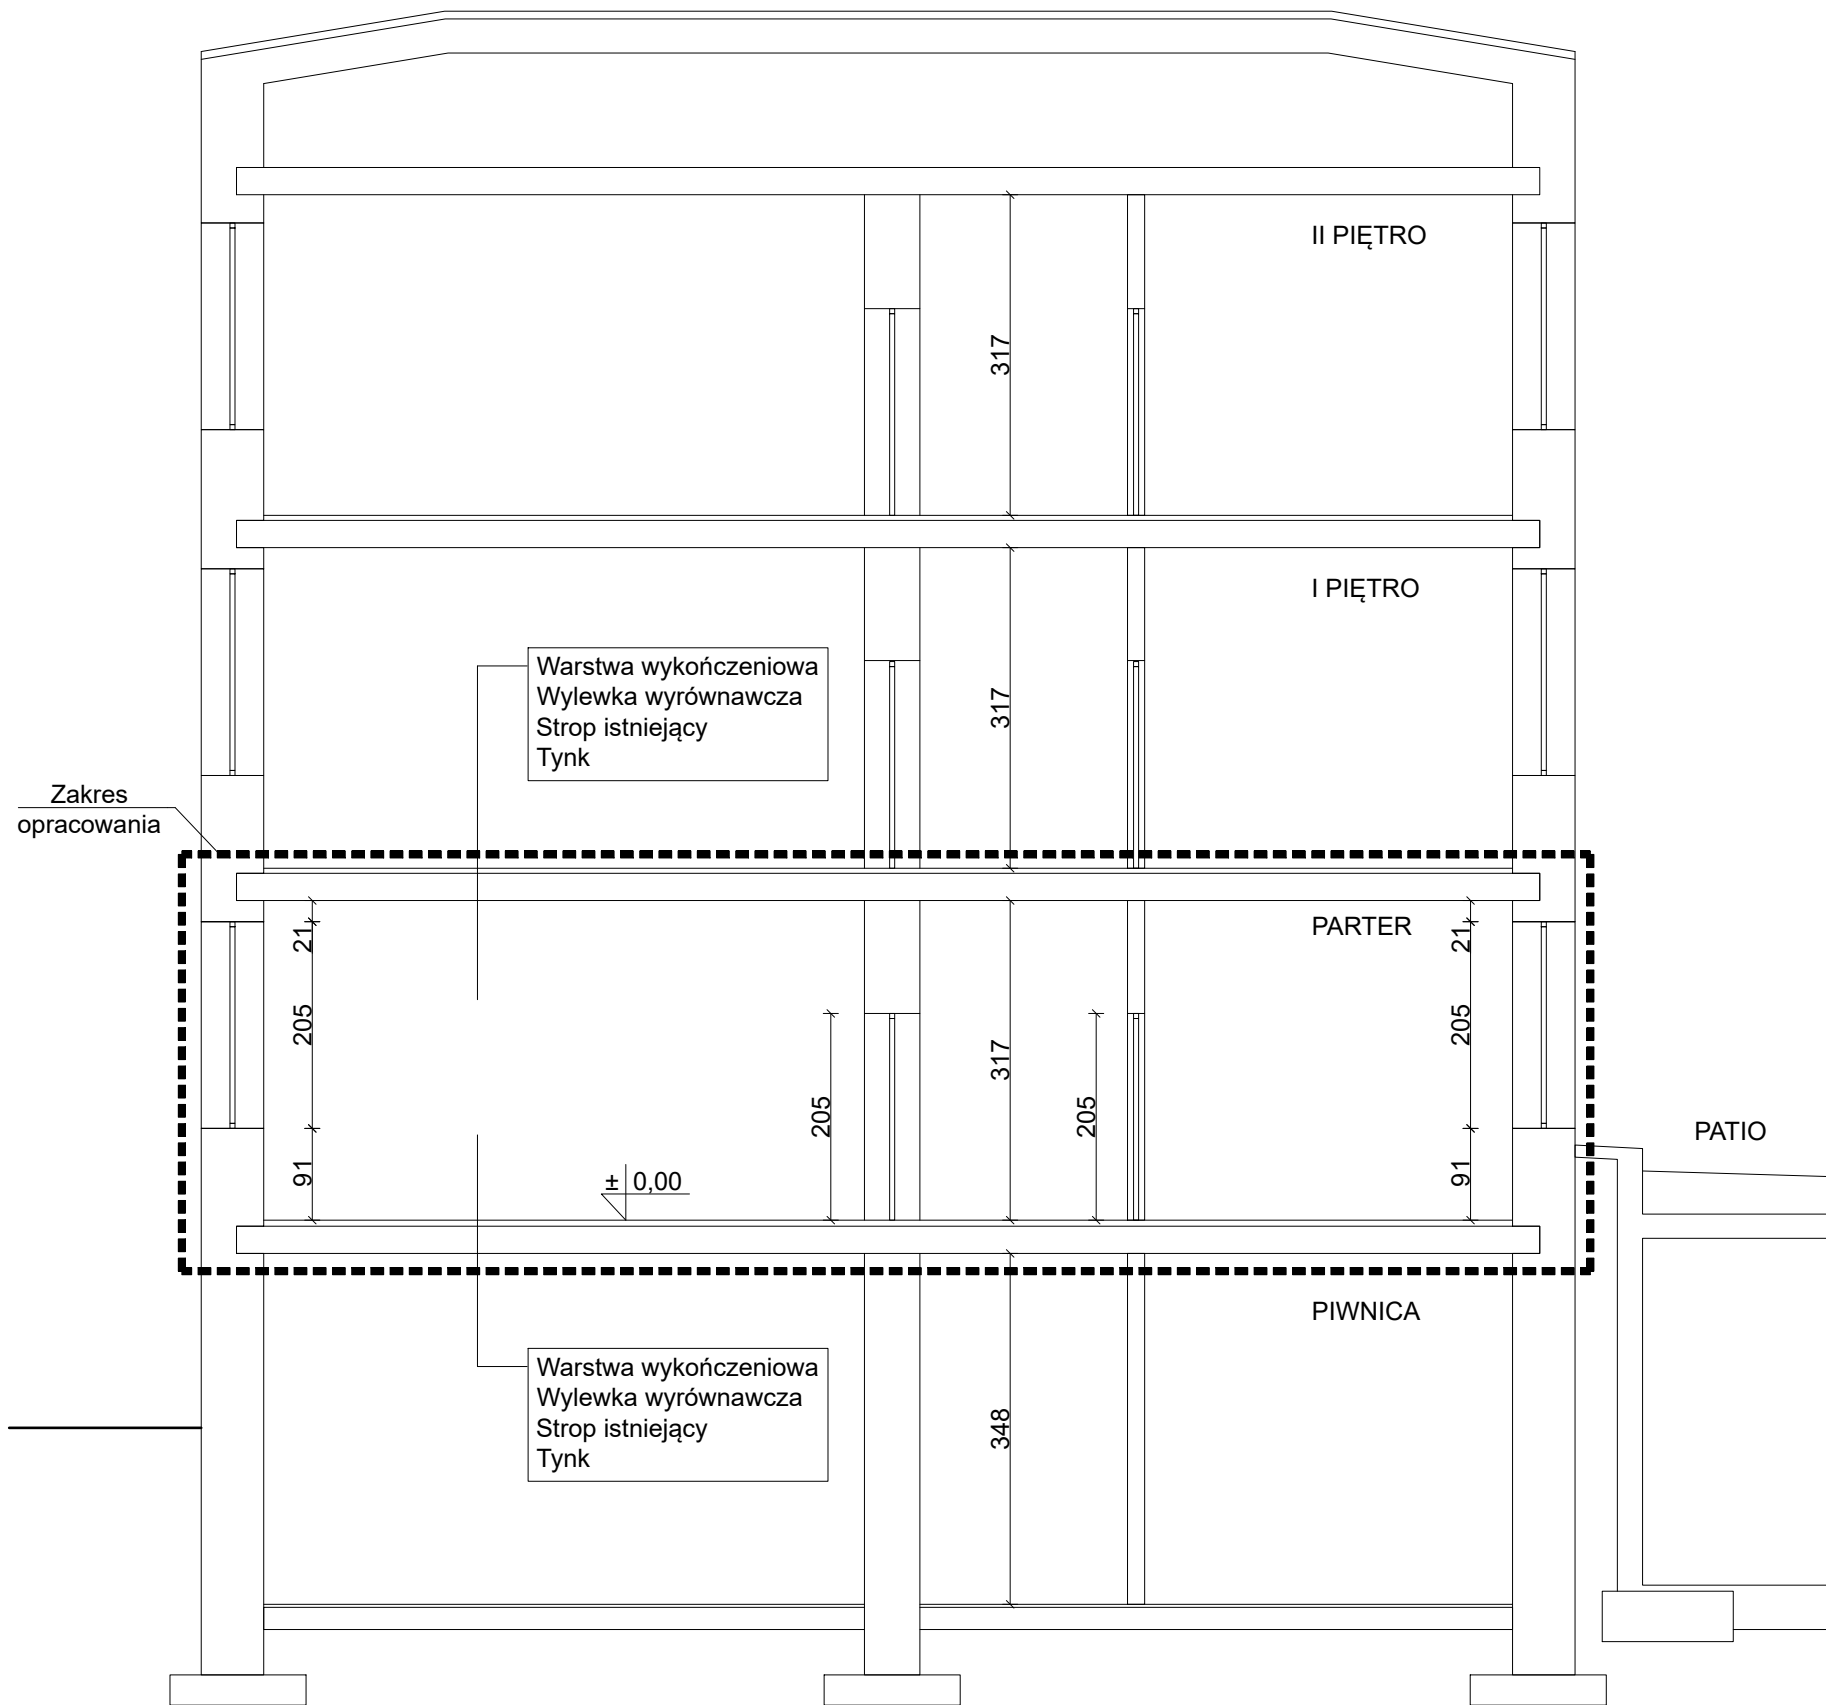 II PIĘTRO
317
I PIĘTRO
Warstwa wykończeniowa
Wylewka wyrównawcza
Strop istniejący
Tynk
317
Zakres
opracowania
PARTER
21
21
205
205
317
205
205
PATIO
91
91
± 0,00
PIWNICA
Warstwa wykończeniowa
Wylewka wyrównawcza
Strop istniejący
Tynk
348